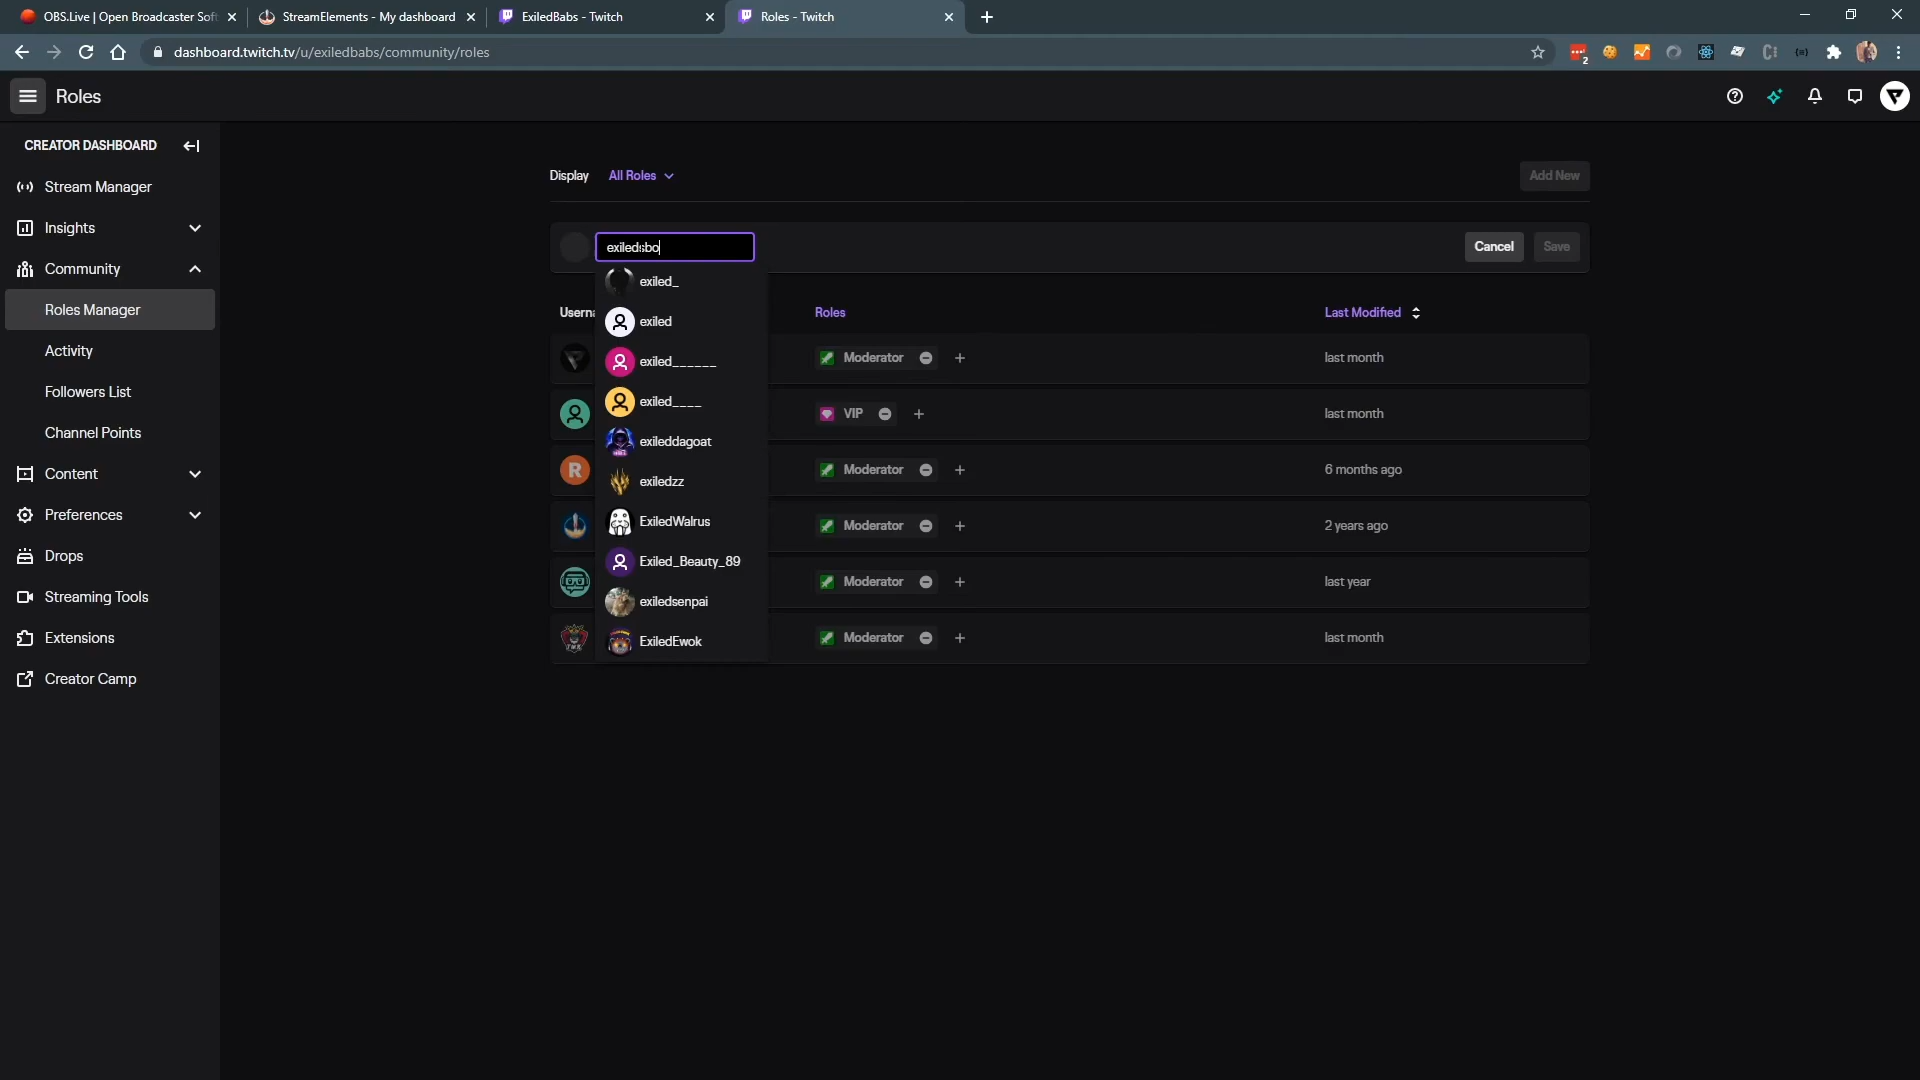 OBS.Live | Open Broadcaster Soft
StreamElements - My dashboard
ExiledBabs - Twitch
Roles - Twitch
dashboard.twitch.tv/u/exiledbabs/community/roles
2
Roles
CREATOR DASHBOARD
Stream Manager
Insights
Community
Roles Manager
Activity
Followers List
Channel Points
Content
Preferences
Drops
Streaming Tools
Extensions
Creator Camp
Display All Roles
Add New
exiledsbo
Cancel Save
exiled_
exiled
exiled______
exiled____
exileddagoat
exiledzz
ExiledWalrus
Exiled_Beauty_89
exiledsenpai
ExiledEwok
Userna Roles Last Modified
Moderator last month
VIP last month
R Moderator 6 months ago
Moderator 2 years ago
Moderator last year
Moderator last month